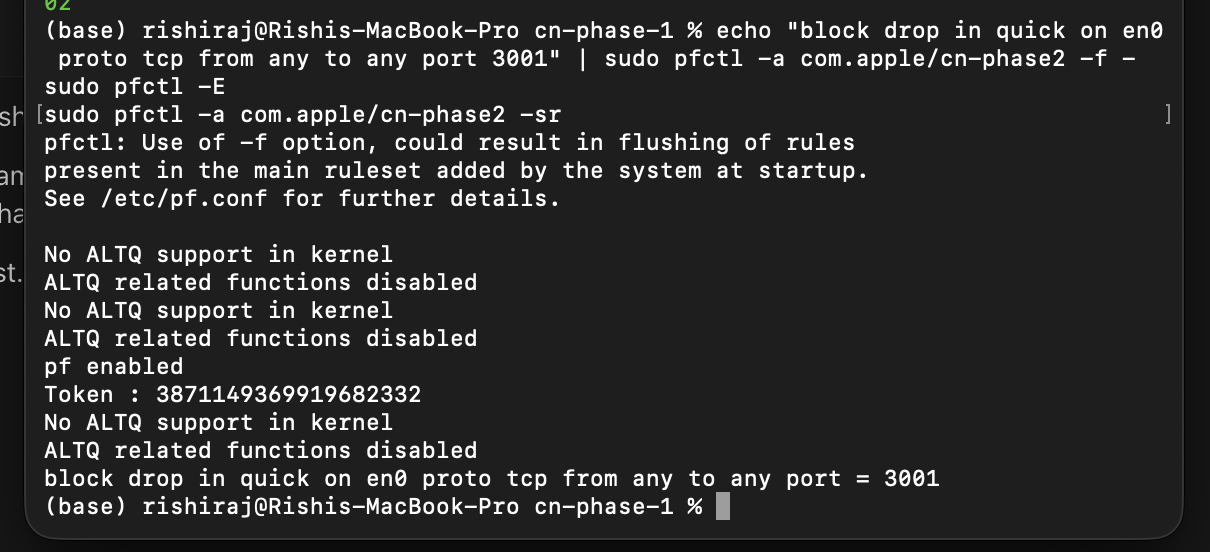 02
(base) rishiraj@Rishis-MacBook-Pro cn-phase-1 % echo "block drop in quick on en0
proto tcp from any to any port 3001" | sudo pfctl -a com.apple/cn-phase2 -f -
sudo pfctl -E
[sudo pfctl -a com.apple/cn-phase2 -sr ]
pfctl: Use of -f option, could result in flushing of rules
present in the main ruleset added by the system at startup.
See /etc/pf.conf for further details.
No ALTQ support in kernel
ALTQ related functions disabled
No ALTQ support in kernel
ALTQ related functions disabled
pf enabled
Token : 3871149369919682332
No ALTQ support in kernel
ALTQ related functions disabled
block drop in quick on en0 proto tcp from any to any port = 3001
(base) rishiraj@Rishis-MacBook-Pro cn-phase-1 %